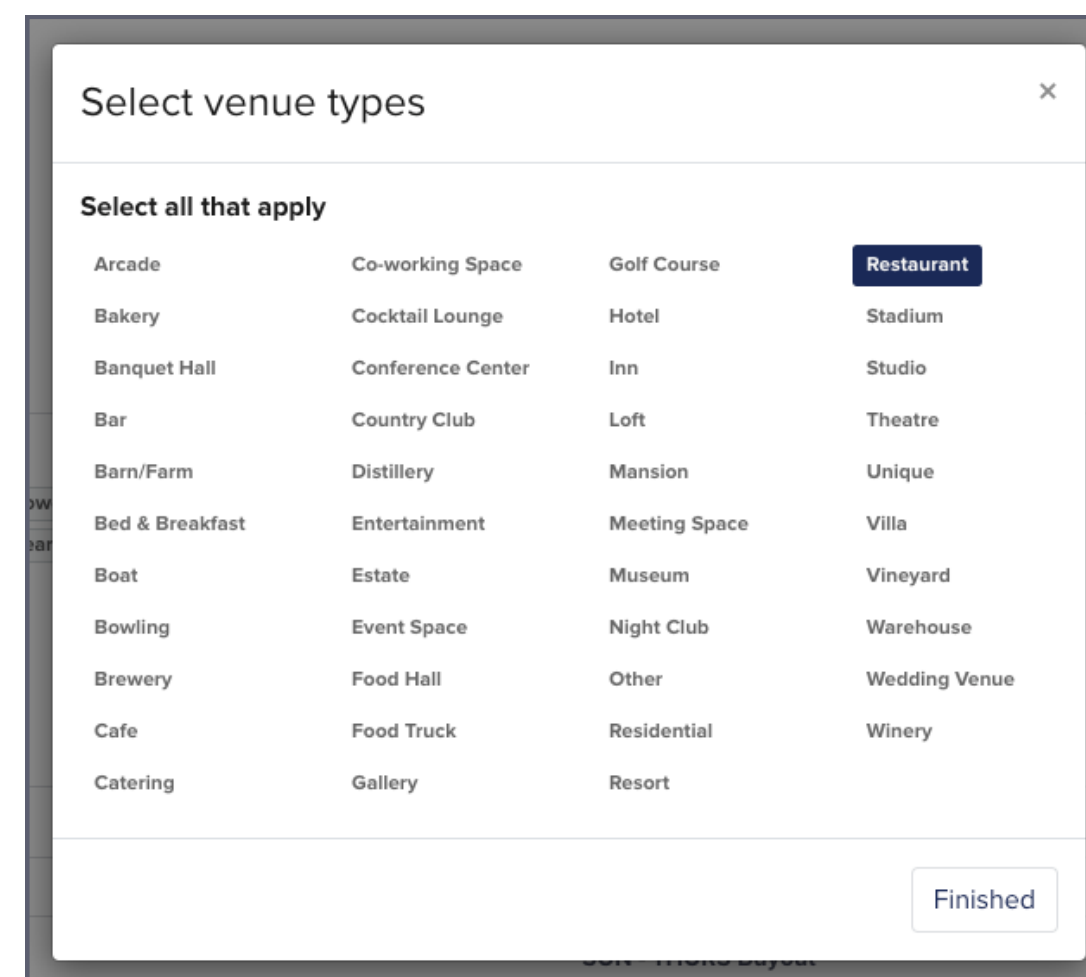 Select venue types
×
Select all that apply
Arcade
Bakery
Banquet Hall
Bar
Barn/Farm
Bed & Breakfast
Boat
Bowling
Brewery
Cafe
Catering
Co-working Space
Cocktail Lounge
Conference Center
Country Club
Distillery
Entertainment
Estate
Event Space
Food Hall
Food Truck
Gallery
Golf Course
Hotel
Inn
Loft
Mansion
Meeting Space
Museum
Night Club
Other
Residential
Resort
Restaurant
Stadium
Studio
Theatre
Unique
Villa
Vineyard
Warehouse
Wedding Venue
Winery
Finished